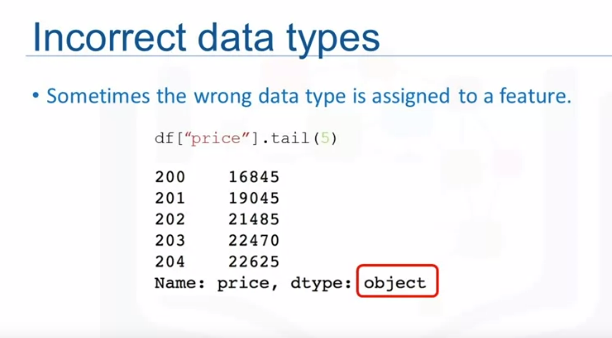 Incorrect data types
• Sometimes the wrong data type is assigned to a feature.
df[“price”].tail(5)
200 16845
201 19045
202 21485
203 22470
204 22625
Name: price, dtype: object